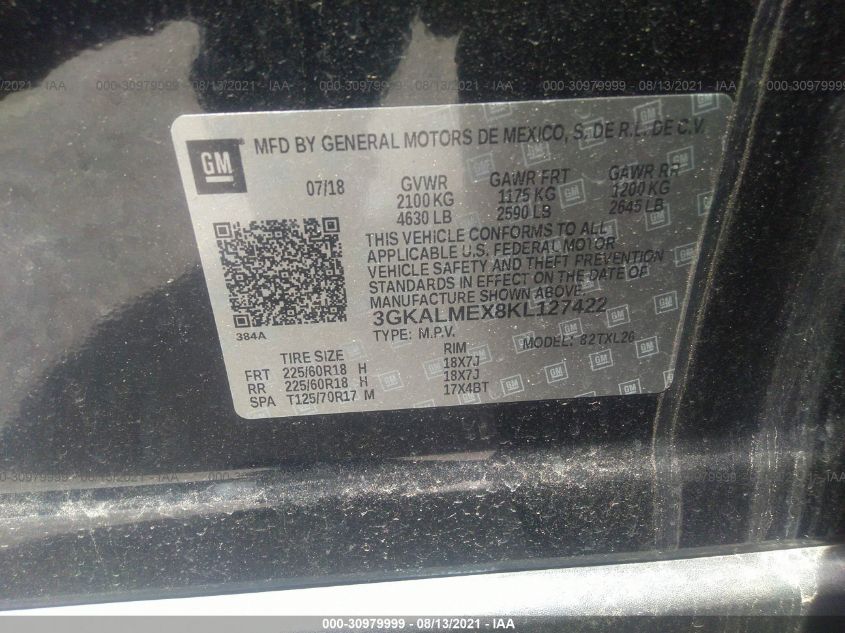 000-30979999 - 08/13/2021 - IAA
GM
MFD BY GENERAL MOTORS DE MEXICO, S. DE R.L. DE C.V.
07/18 GVWR GAWR FRT GAWR RR
2100 KG 1175 KG 1200 KG
4630 LB 2590 LB 2645 LB
THIS VEHICLE CONFORMS TO ALL
APPLICABLE U.S. FEDERAL MOTOR
VEHICLE SAFETY AND THEFT PREVENTION
STANDARDS IN EFFECT ON THE DATE OF
MANUFACTURE SHOWN ABOVE.
3GKALMEX8KL127422
384A TYPE: M.P.V. MODEL: 82TXL26
TIRE SIZE RIM
FRT 225/60R18 H 18X7J
RR 225/60R18 H 18X7J
SPA T125/70R17 M 17X4BT
000-30979999 - 08/13/2021 - IAA